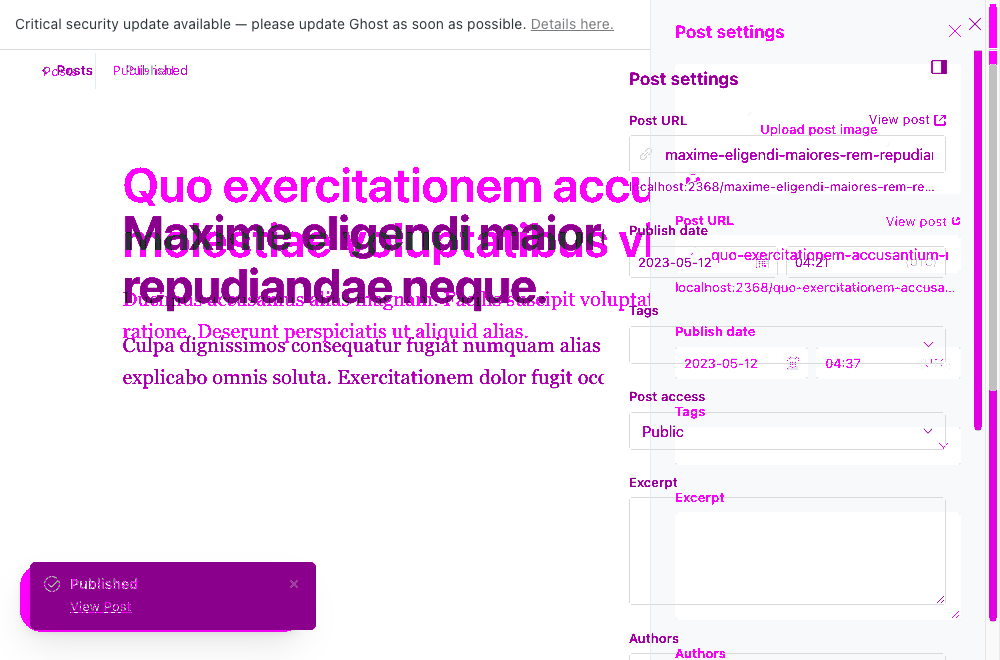 Critical security update available — please update Ghost as soon as possible. Details here.
Post settings
Posts
Published
Post settings
Post URL
View post
Upload post image
maxime-eligendi-maiores-rem-repudiar
localhost:2368/maxime-eligendi-maiores-rem-re...
Quo exercitationem accu
Post URL
View post
Publish date
Maxime eligendi maior
molestiae voluptatibus
2023-05-12
04:21
quo-exercitationem-accusantium-
localhost:2368/quo-exercitationem-accusa...
repudiandae neque.
Ducimus accusamus alias magnam. Facilis suscipit voluptat
Tags
ratione. Deserunt perspiciatis ut aliquid alias.
Publish date
Culpa dignissimos consequatur fugiat numquam alias
2023-05-12
04:37
explicabo omnis soluta. Exercitationem dolor fugit occ
Post access
Tags
Public
Excerpt
Excerpt
Published
View Post
Authors
Authors